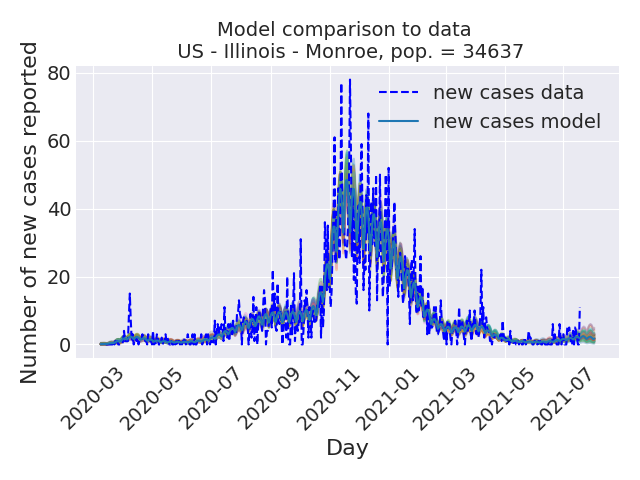 Model comparison to data
US - Illinois - Monroe, pop. = 34637
Number of new cases reported
80
60
40
20
0
new cases data
new cases model
2020-03
2020-05
2020-07
2020-09
2020-11
2021-01
2021-03
2021-05
2021-07
Day